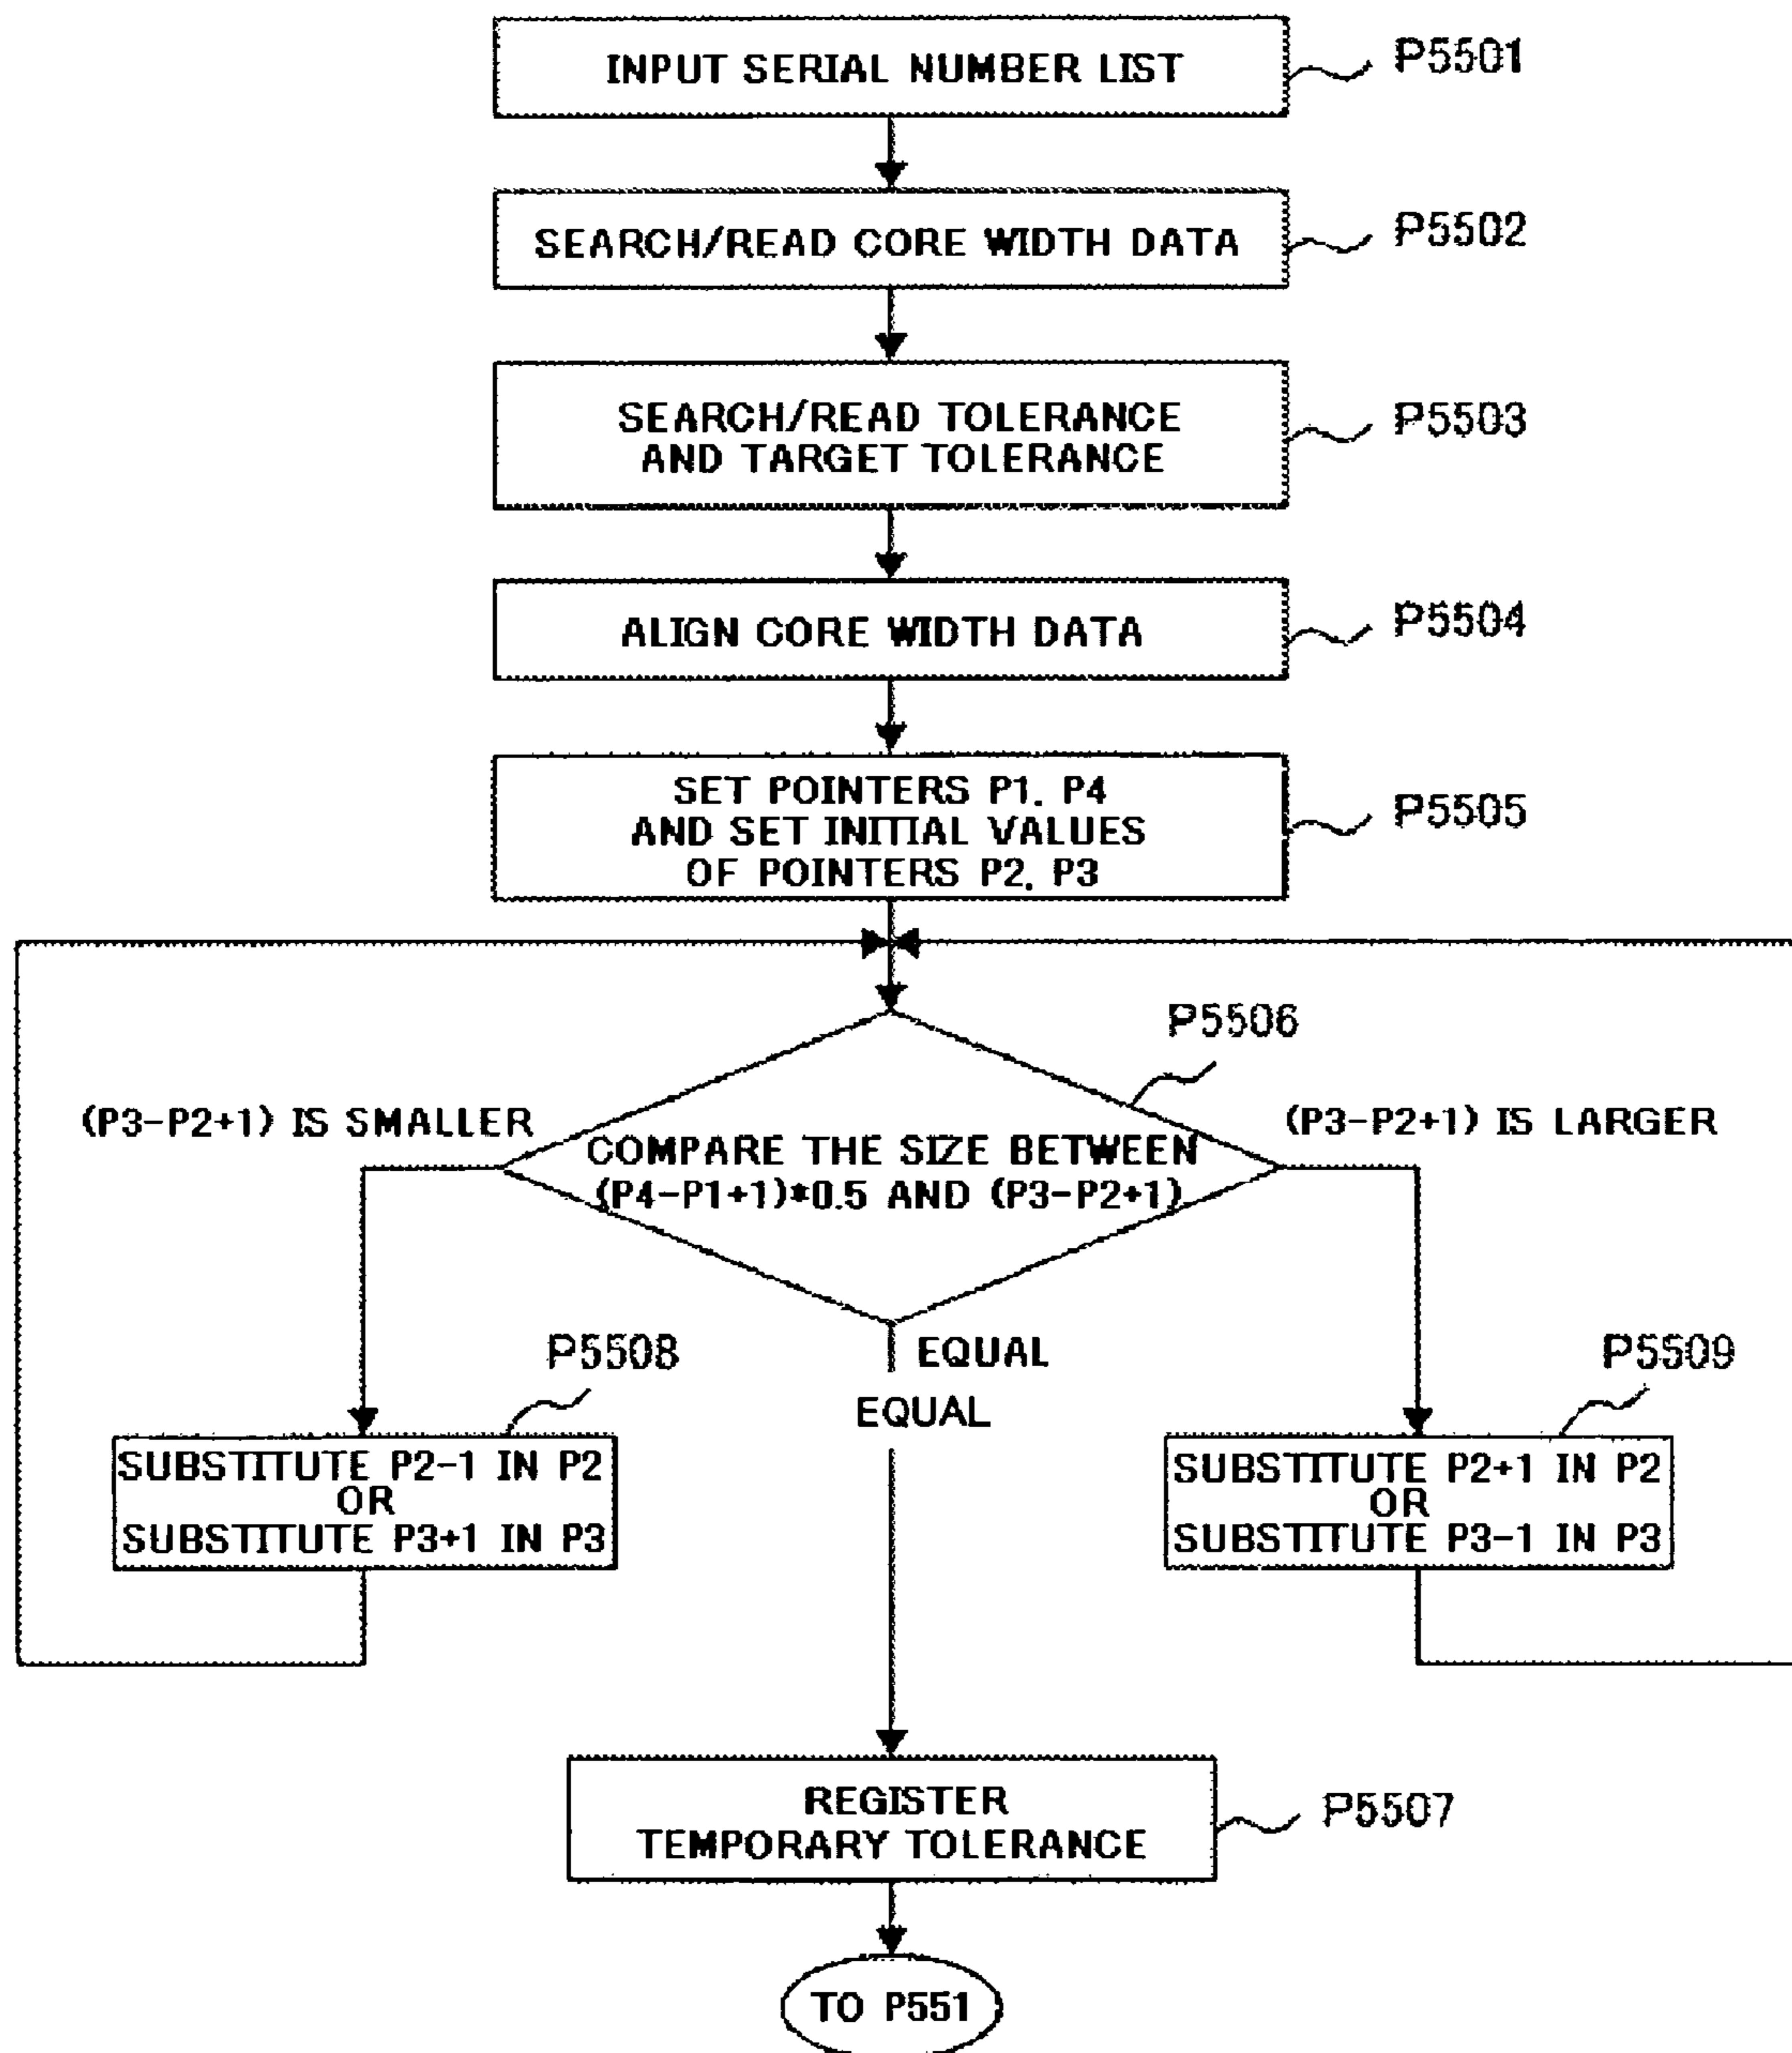 INPUT SERIAL NUMBER LIST
P5501
SEARCH/READ CORE WIDTH DATA
P5502
SEARCH/READ TOLERANCE
AND TARGET TOLERANCE
P5503
ALIGN CORE WIDTH DATA
P5504
SET POINTERS P1, P4
AND SET INITIAL VALUES
OF POINTERS P2, P3
P5505
P5506
(P3-P2+1) IS SMALLER
(P3-P2+1) IS LARGER
COMPARE THE SIZE BETWEEN
(P4-P1+1)*0.5 AND (P3-P2+1)
EQUAL
EQUAL
P5508
SUBSTITUTE P2-1 IN P2
OR
SUBSTITUTE P3+1 IN P3
P5509
SUBSTITUTE P2+1 IN P2
OR
SUBSTITUTE P3-1 IN P3
REGISTER
TEMPORARY TOLERANCE
P5507
TO P551